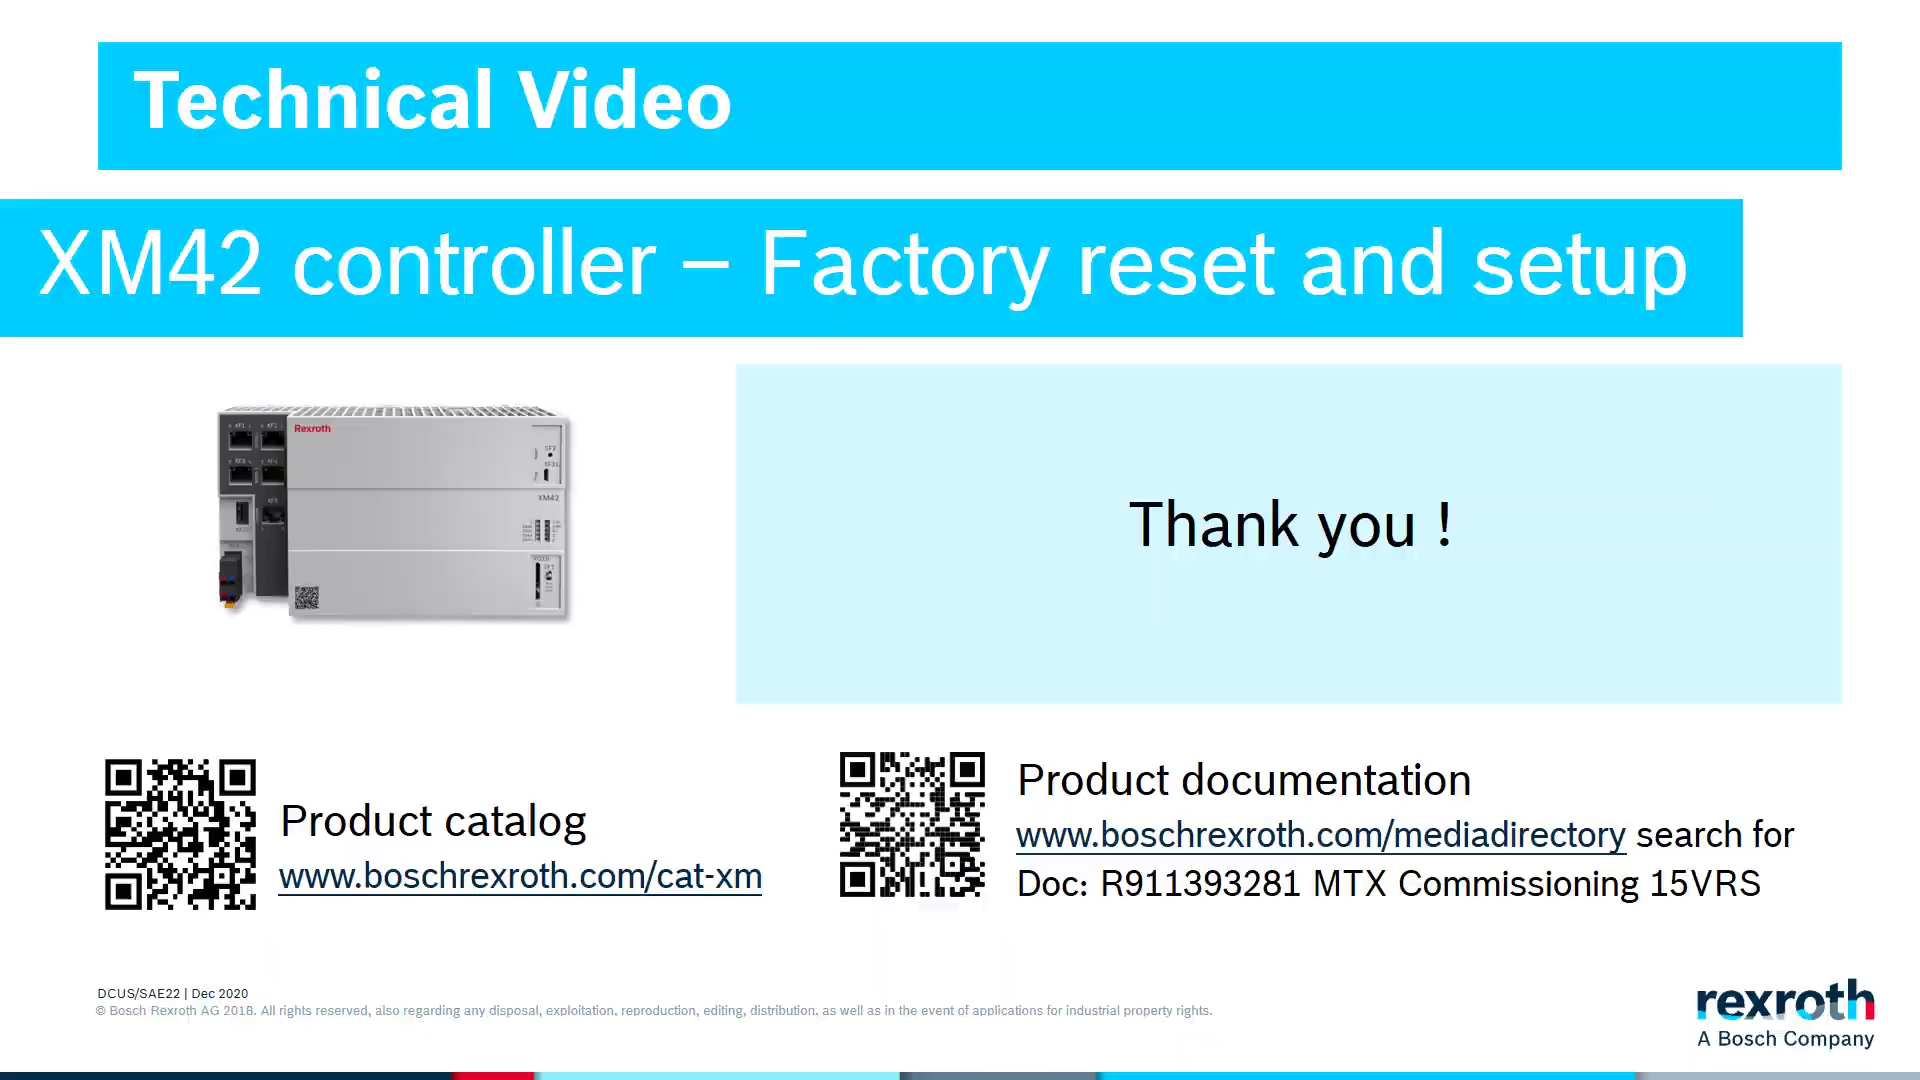 Technical Video
XM42 controller – Factory reset and setup
Rexroth
XM42
Thank you !
Product catalog
www.boschrexroth.com/cat-xm
Product documentation
www.boschrexroth.com/mediadirectory search for
Doc: R911393281 MTX Commissioning 15VRS
DCUS/SAE22 | Dec 2020
© Bosch Rexroth AG 2018. All rights reserved, also regarding any disposal, exploitation, reproduction, editing, distribution, as well as in the event of applications for industrial property rights.
rexroth
A Bosch Company